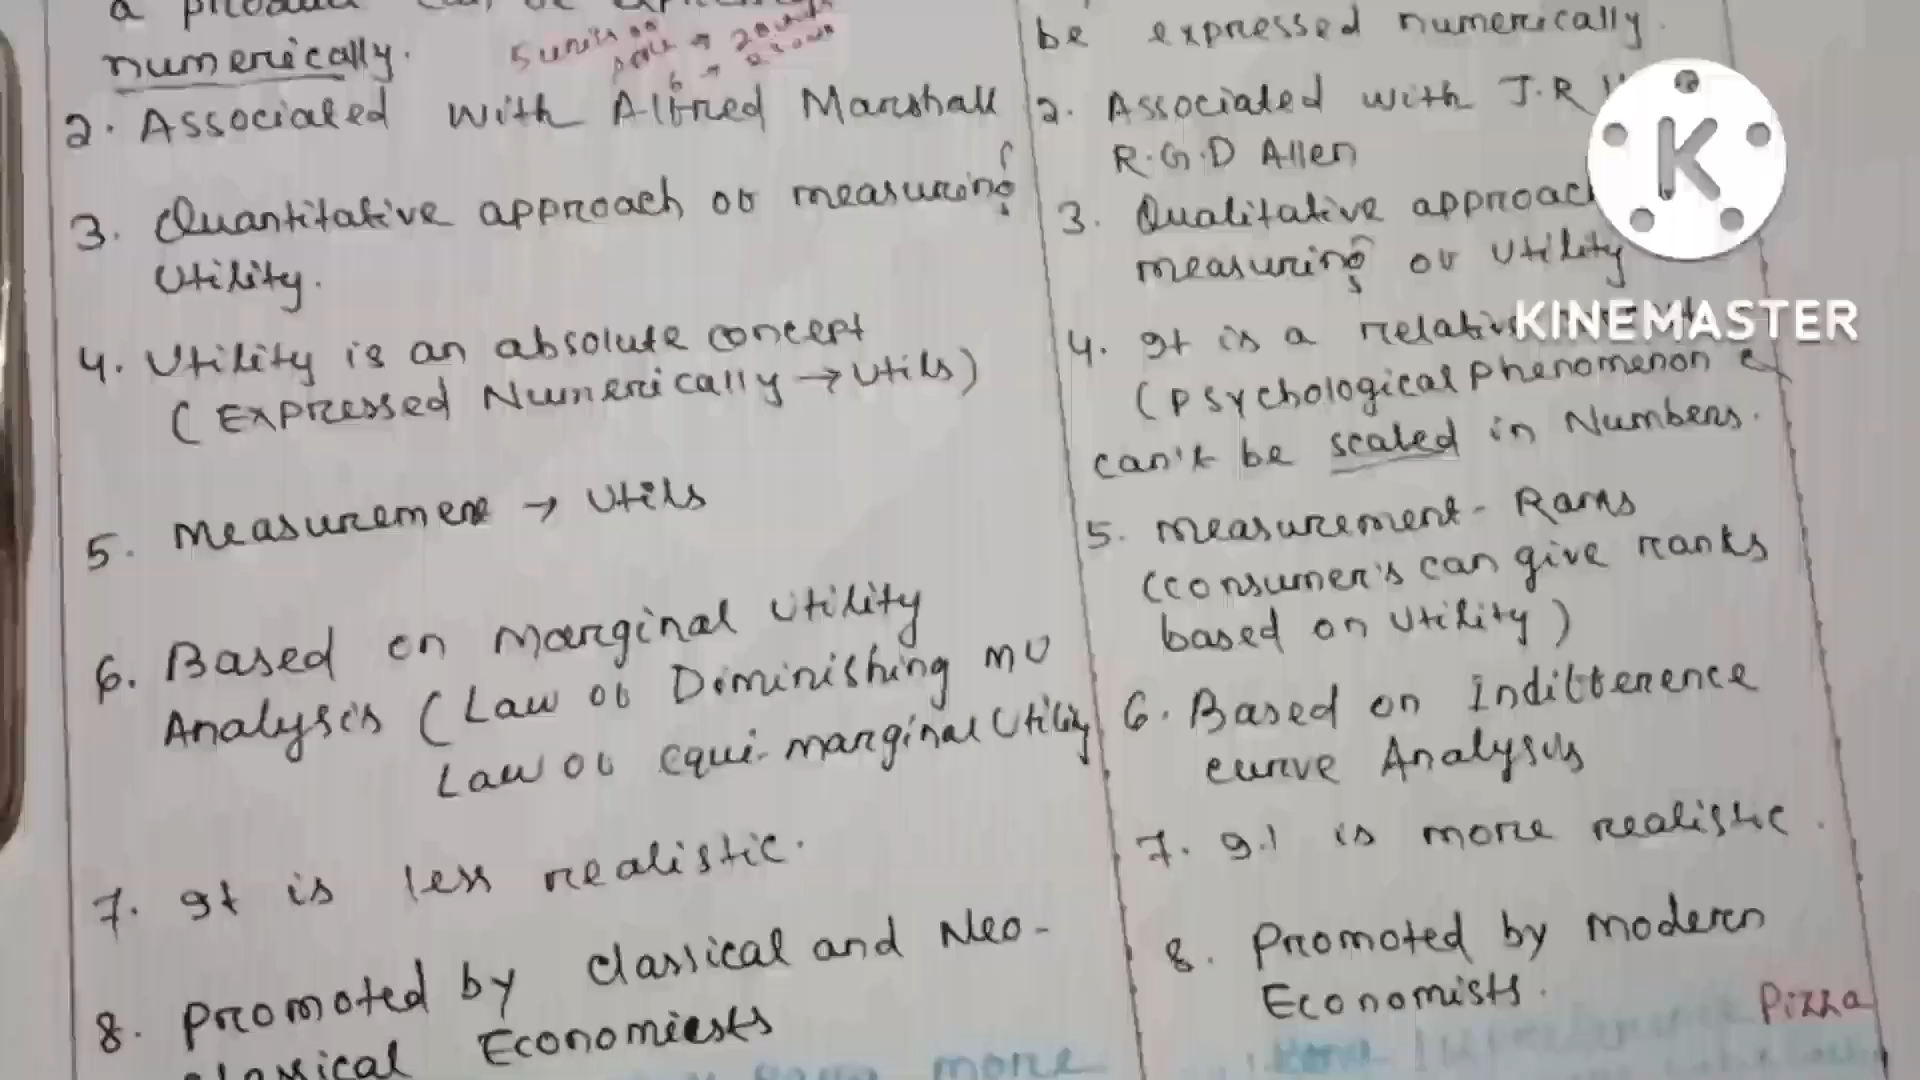 a
numerically.
5 units
2. Associated with Alfred Marshall
3. Quantitative approach of measuring
Utility.
4. Utility is an absolute concept
(Expressed Numerically → Utils)
5. Measurement → Utils
6. Based on Marginal Utility
Analysis (Law of Diminishing MU
Law of equi-marginal Utility
7. It is less realistic.
8. Promoted by classical and Neo-
classical Economiests
more
be expressed numerically.
2. Associated with J.R
R.G.D Allen
3. Qualitative
measuring of Utility
4. It is a
(Psychological Phenomenon &
can't be scaled in Numbers.
5. Measurement - Ranks
(Consumer's can give ranks
based on Utility)
6. Based on Indifference
curve Analysis
7. It is more realistic.
8. Promoted by modern
Economists.
Pizza
K
KINEMASTER